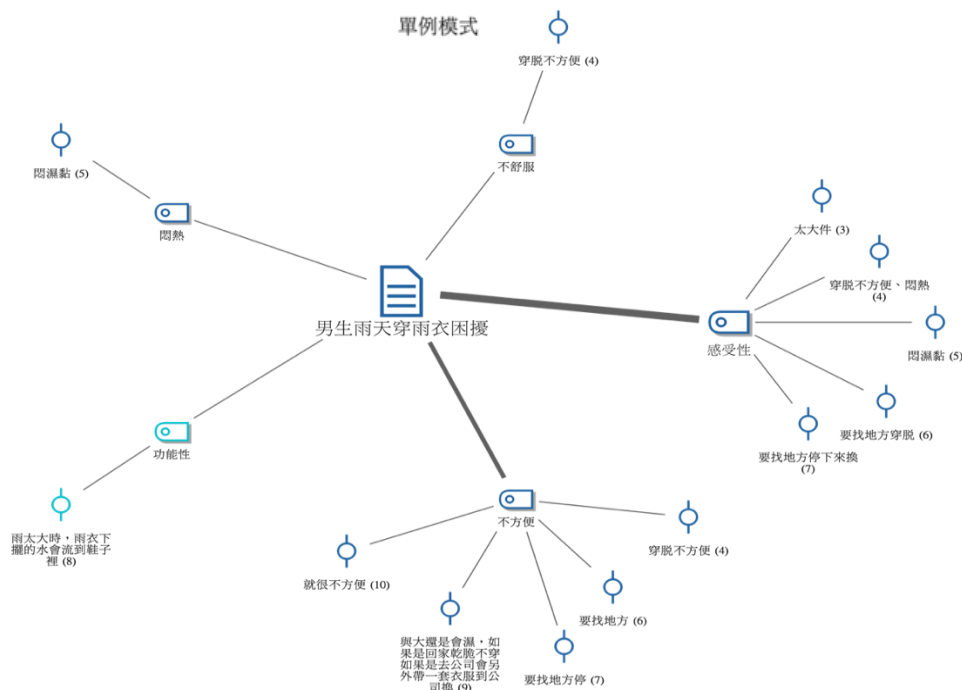 單例模式
穿脱不方便 (4)
不舒服
悶濕黏 (5)
悶熱
太大件 (3)
穿脱不方便、悶熱
(4)
男生雨天穿雨衣困擾
感受性
悶濕黏 (5)
要找地方穿脱 (6)
要找地方停下來換
(7)
功能性
雨太大時，雨衣下
擺的水會流到鞋子
裡 (8)
不方便
穿脱不方便 (4)
就很不方便 (10)
要找地方 (6)
與大還是會濕，如
果是回家乾脆不穿
如果是去公司會另
外帶一套衣服到公
司換 (9)
要找地方停 (7)